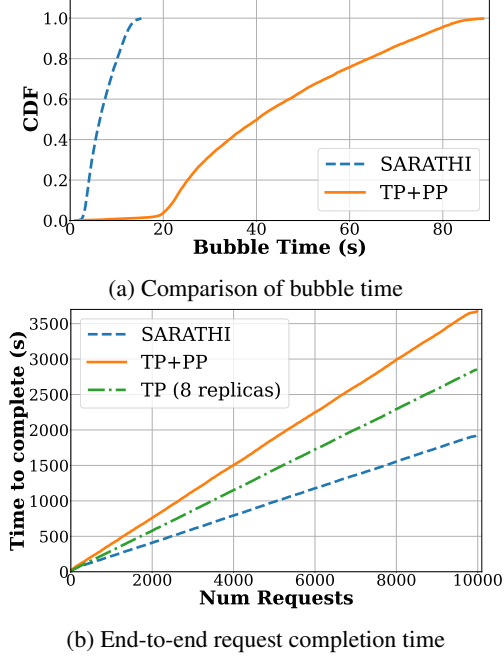 1.0
0.8
0.6
0.4
0.2
0.0
CDF
SARATHI
TP+PP
0 20 40 60 80
Bubble Time (s)
(a) Comparison of bubble time
3500
3000
2500
2000
1500
1000
500
0
Time to complete (s)
SARATHI
TP+PP
TP (8 replicas)
0 2000 4000 6000 8000 10000
Num Requests
(b) End-to-end request completion time